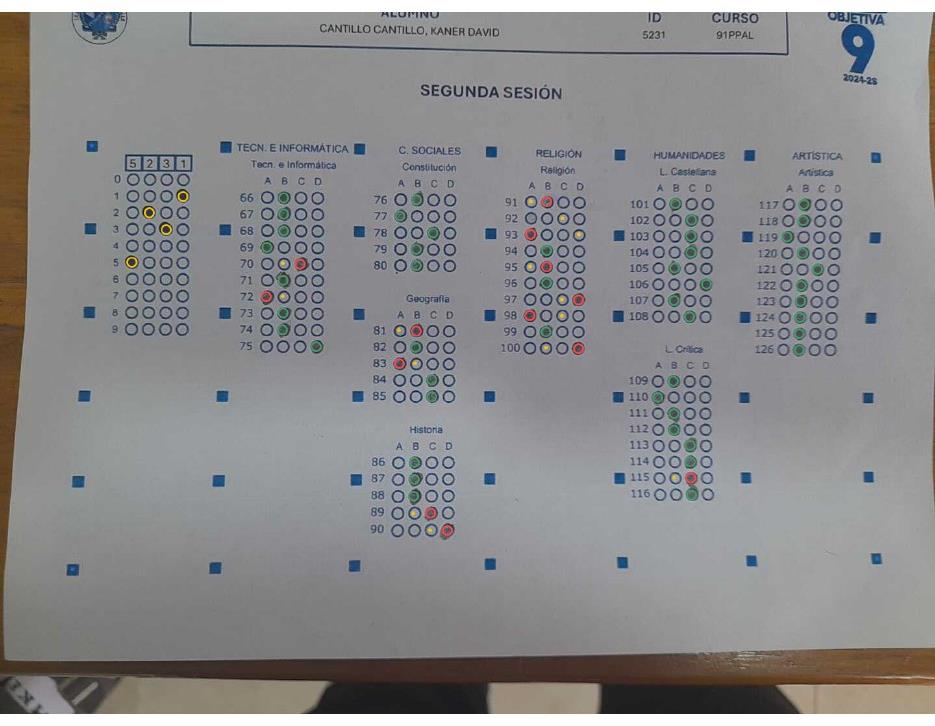 ALUMNO
CANTILLO CANTILLO, KANER DAVID
ID
5231
CURSO
91PPAL
OBJETIVA
9
2024-2S
SEGUNDA SESIÓN
5 2 3 1
0
1
2
3
4
5
6
7
8
9
TECN. E INFORMÁTICA
Tecn. e Informática
A B C D
66
67
68
69
70
71
72
73
74
75
C. SOCIALES
Constitución
A B C D
76
77
78
79
80
Geografía
A B C D
81
82
83
84
85
Historia
A B C D
86
87
88
89
90
RELIGIÓN
Religión
A B C D
91
92
93
94
95
96
97
98
99
100
HUMANIDADES
L. Castellana
A B C D
101
102
103
104
105
106
107
108
L. Crítica
A B C D
109
110
111
112
113
114
115
116
ARTÍSTICA
Artística
A B C D
117
118
119
120
121
122
123
124
125
126